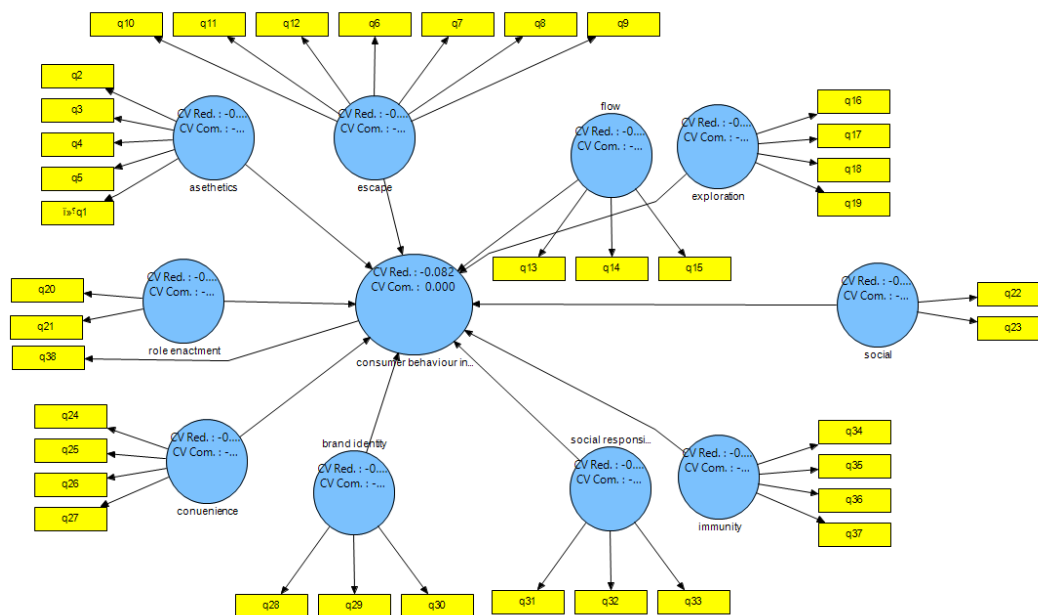 q10
q11
q12
q6
q7
q8
q9
q2
q3
q4
q5
ï»¿q1
CV Red. : -0....
CV Com. : -...
asethetics
CV Red. : -0....
CV Com. : -...
escape
flow
CV Red. : -0....
CV Com. : -...
q13
q14
q15
CV Red. : -0....
CV Com. : -...
exploration
q16
q17
q18
q19
q20
q21
q38
CV Red. : -0....
CV Com. : -...
role enactment
CV Red. : -0.082
CV Com. : 0.000
consumer behaviour in...
CV Red. : -0....
CV Com. : -...
social
q22
q23
q24
q25
q26
q27
CV Red. : -0....
CV Com. : -...
conuenience
brand identity
CV Red. : -0....
CV Com. : -...
q28
q29
q30
social responsi...
CV Red. : -0....
CV Com. : -...
q31
q32
q33
CV Red. : -0....
CV Com. : -...
immunity
q34
q35
q36
q37